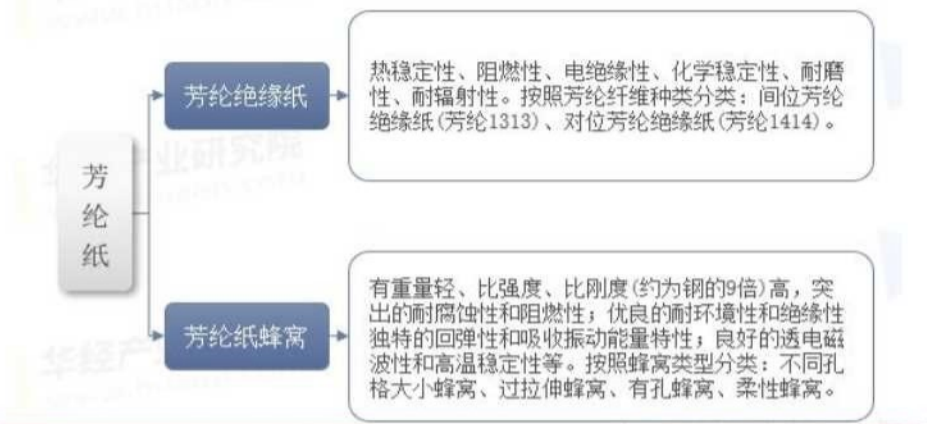 芳纶纸
芳纶绝缘纸
热稳定性、阻燃性、电绝缘性、化学稳定性、耐磨
性、耐辐射性。按照芳纶纤维种类分类：间位芳纶
绝缘纸(芳纶1313)、对位芳纶绝缘纸(芳纶1414)。
芳纶纸蜂窝
有重量轻、比强度、比刚度(约为钢的9倍)高，突
出的耐腐蚀性和阻燃性；优良的耐环境性和绝缘性
独特的回弹性和吸收振动能量特性；良好的透电磁
波性和高温稳定性等。按照蜂窝类型分类：不同孔
格大小蜂窝、过拉伸蜂窝、有孔蜂窝、柔性蜂窝。